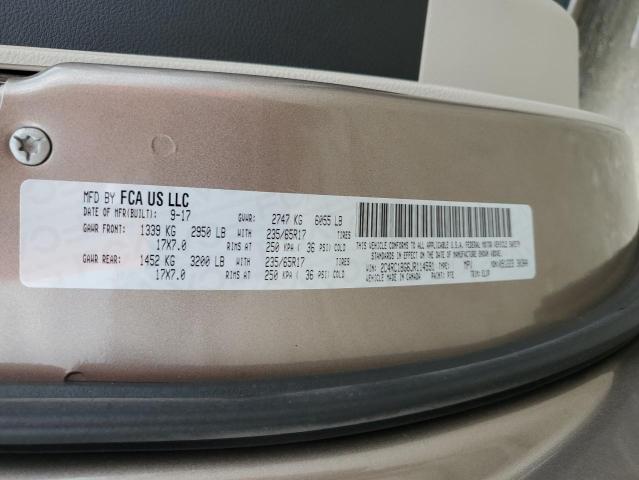 MFD BY FCA US LLC
DATE OF MFR(BUILT): 9-17 GVWR: 2747 KG 6055 LB
GAWR FRONT: 1339 KG 2950 LB WITH 235/65R17 TIRES
17X7.0 RIMS AT 250 KPA ( 36 PSI) COLD
GAWR REAR: 1452 KG 3200 LB WITH 235/65R17 TIRES
17X7.0 RIMS AT 250 KPA ( 36 PSI) COLD
THIS VEHICLE CONFORMS TO ALL APPLICABLE U.S.A. FEDERAL MOTOR VEHICLE SAFETY
STANDARDS IN EFFECT ON THE DATE OF MANUFACTURE SHOWN ABOVE.
VIN: TYPE: MPV MDH:
VEHICLE MADE IN CANADA PAINT: TRIM: